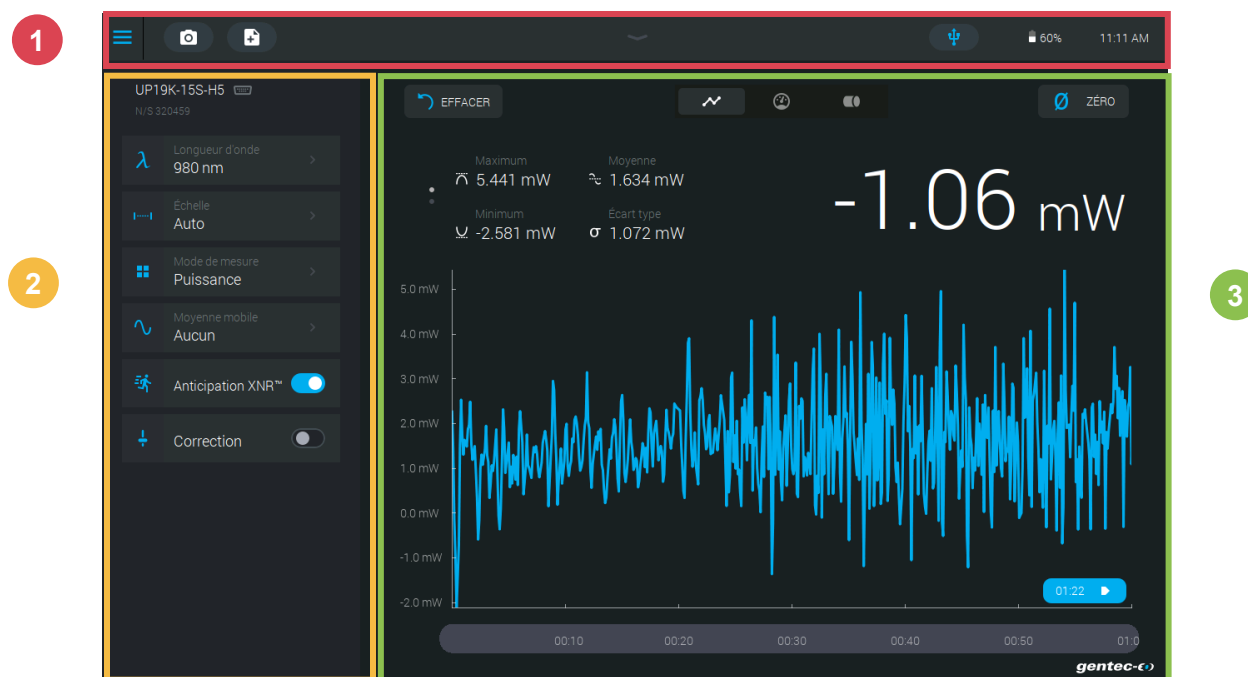 1
60%
11:11 AM
2
UP19K-15S-H5
N/S 320459
λ
Longueur d'onde
980 nm
Échelle
Auto
Mode de mesure
Puissance
Moyenne mobile
Aucun
Anticipation XNR™
Correction
3
EFFACER
Ø ZÉRO
Maximum
5.441 mW
Moyenne
1.634 mW
Minimum
-2.581 mW
Écart type
σ 1.072 mW
-1.06 mW
5.0 mW
4.0 mW
3.0 mW
2.0 mW
1.0 mW
0.0 mW
-1.0 mW
-2.0 mW
01:22
00:10 00:20 00:30 00:40 00:50 01:0
gentec-eo